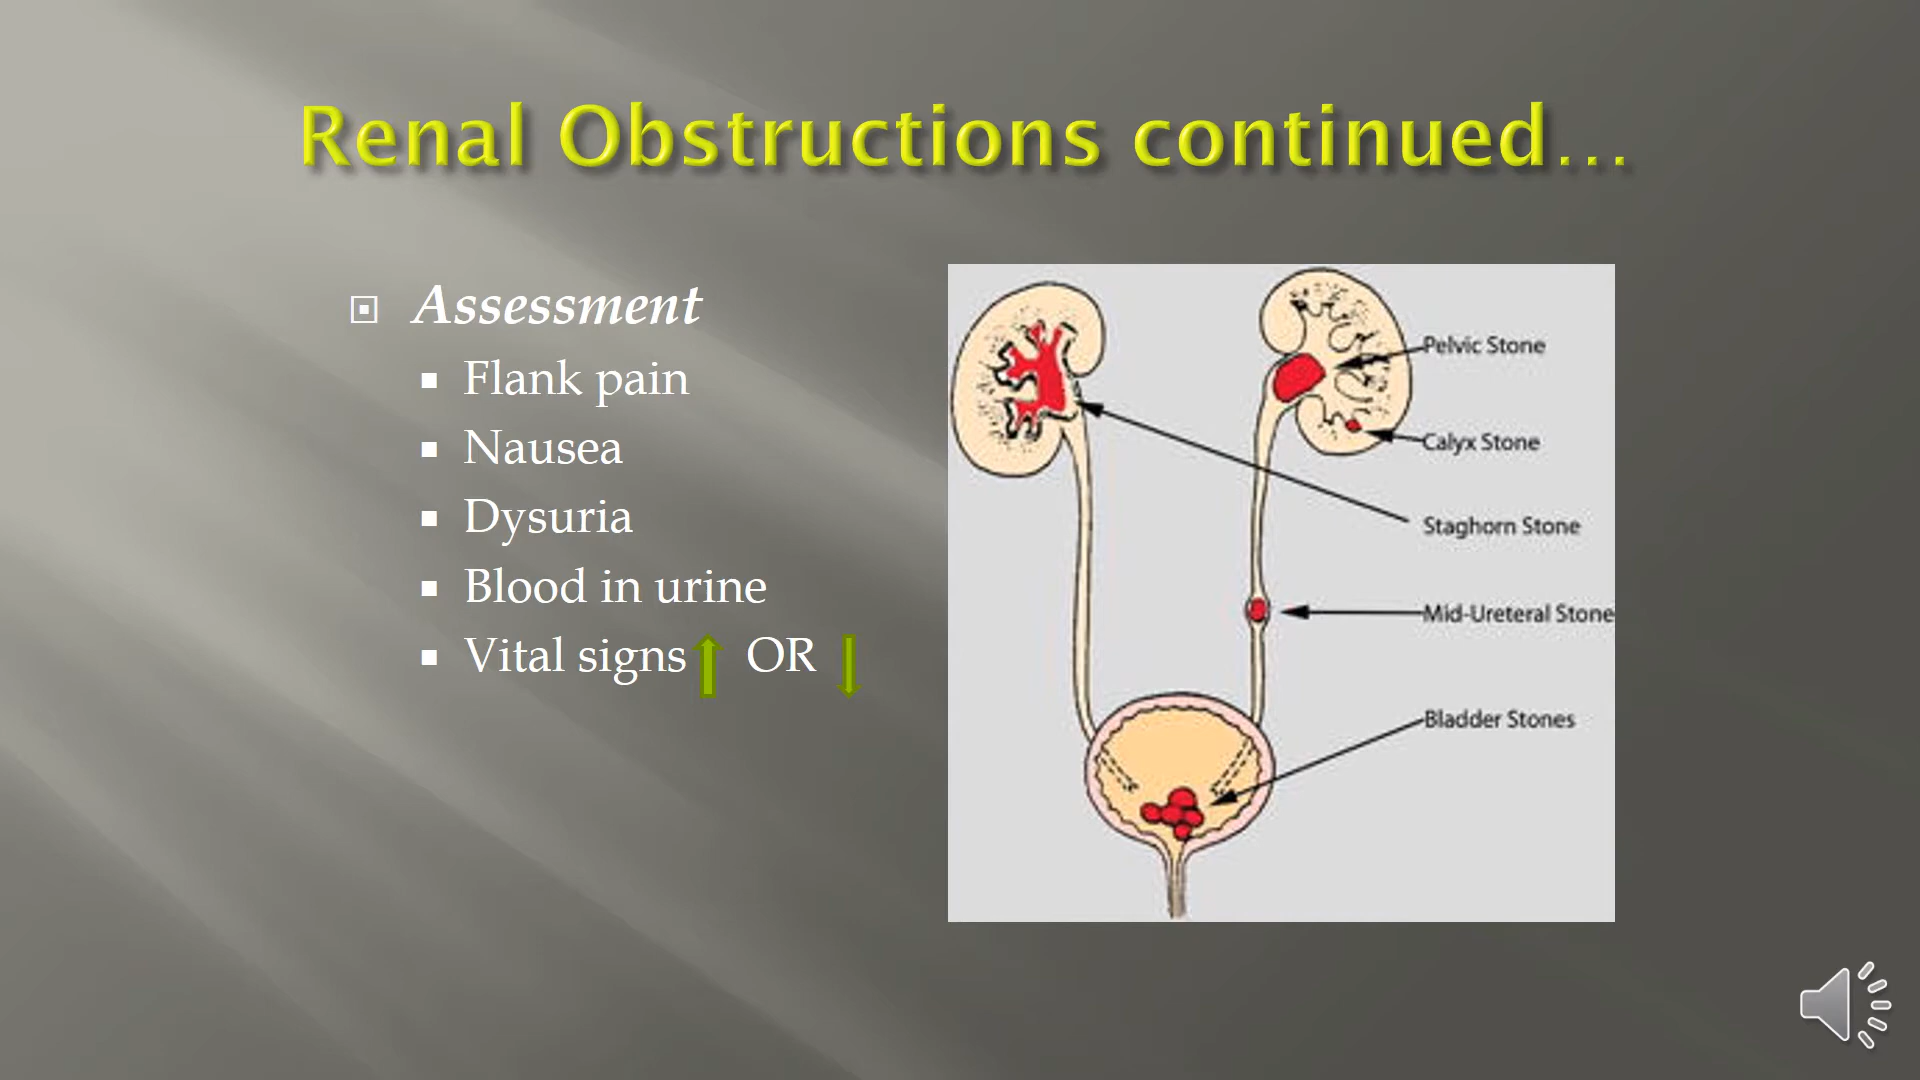 Renal Obstructions continued...
Assessment
Flank pain
Nausea
Dysuria
Blood in urine
Vital signs OR
Pelvic Stone
Calyx Stone
Staghorn Stone
Mid-Ureteral Stone
Bladder Stones